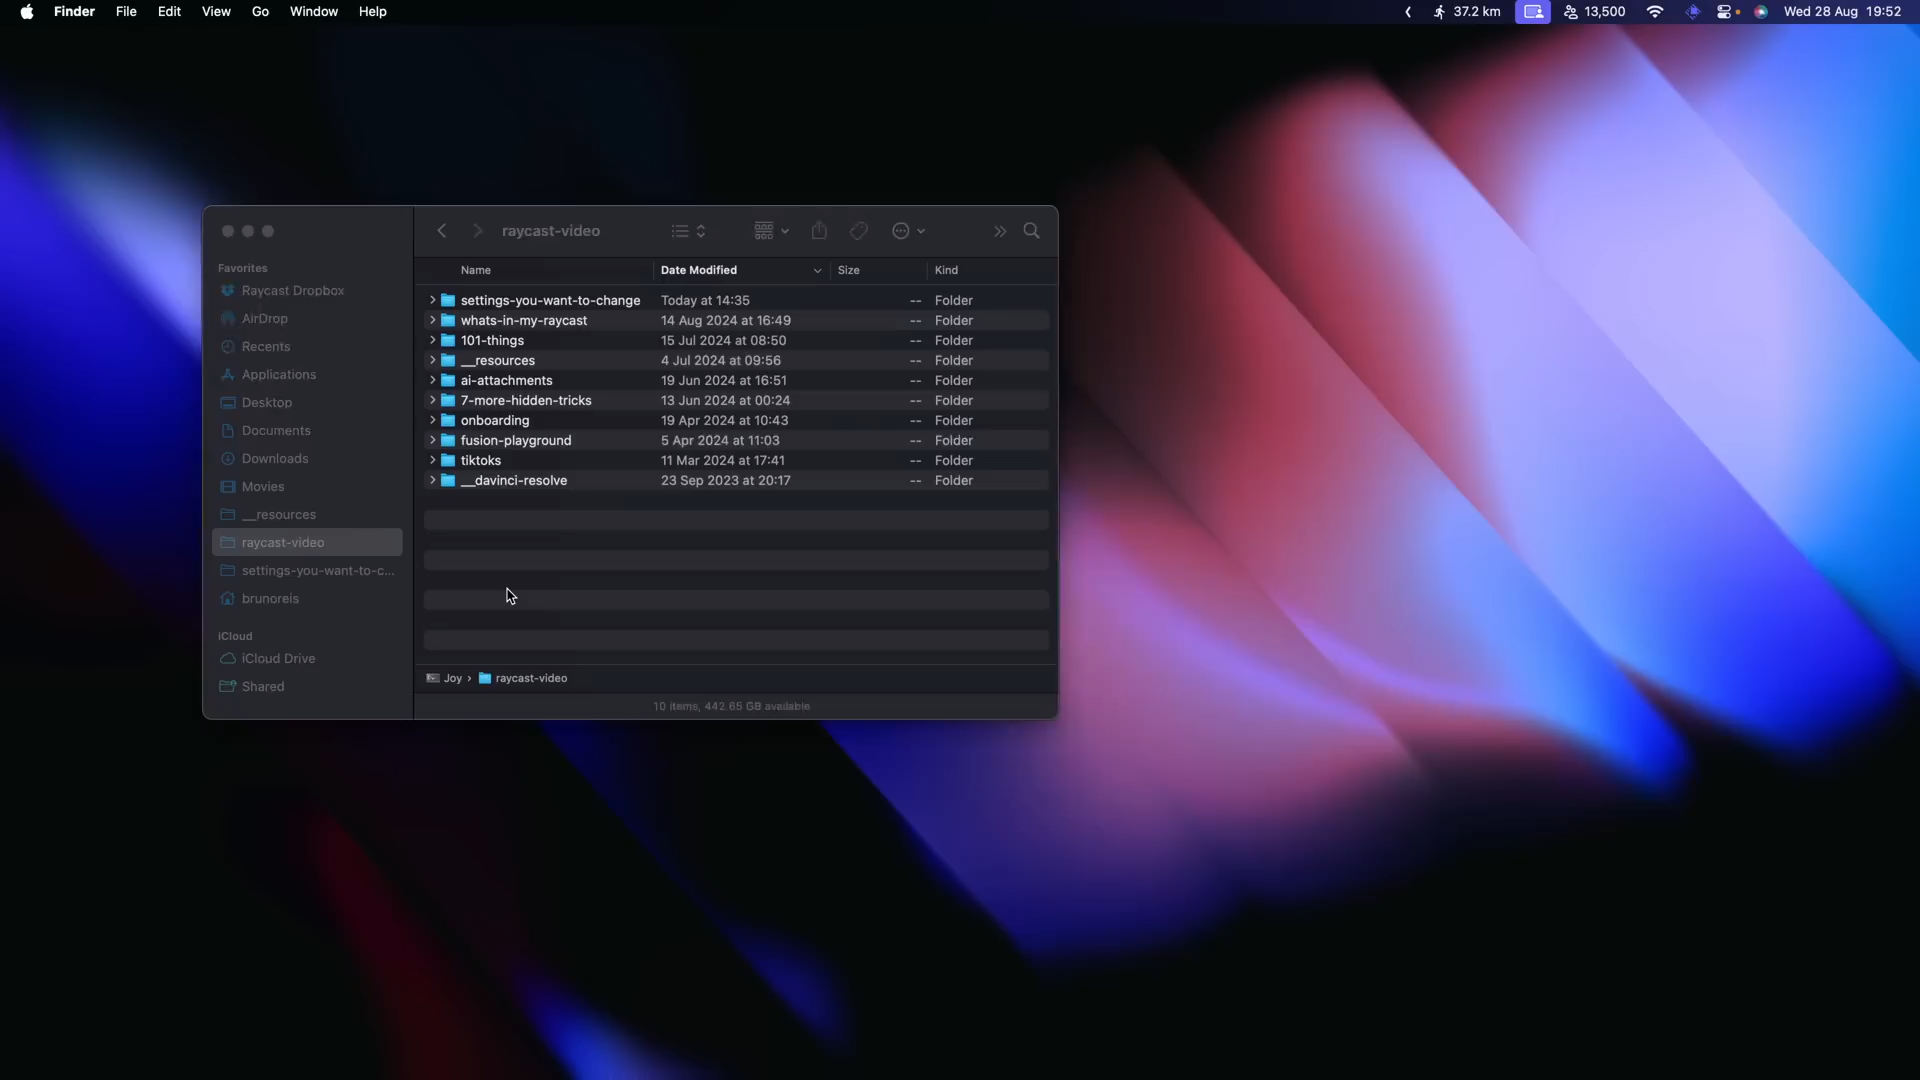 Finder File Edit View Go Window Help 37.2 km 13,500 Wed 28 Aug 19:52
raycast-video
Favorites
Raycast Dropbox
AirDrop
Recents
Applications
Desktop
Documents
Downloads
Movies
__resources
raycast-video
settings-you-want-to-c...
brunoreis
iCloud
iCloud Drive
Shared
Name Date Modified Size Kind
settings-you-want-to-change Today at 14:35 -- Folder
whats-in-my-raycast 14 Aug 2024 at 16:49 -- Folder
101-things 15 Jul 2024 at 08:50 -- Folder
__resources 4 Jul 2024 at 09:56 -- Folder
ai-attachments 19 Jun 2024 at 16:51 -- Folder
7-more-hidden-tricks 13 Jun 2024 at 00:24 -- Folder
onboarding 19 Apr 2024 at 10:43 -- Folder
fusion-playground 5 Apr 2024 at 11:03 -- Folder
tiktoks 11 Mar 2024 at 17:41 -- Folder
__davinci-resolve 23 Sep 2023 at 20:17 -- Folder
Joy › raycast-video
10 items, 442.65 GB available